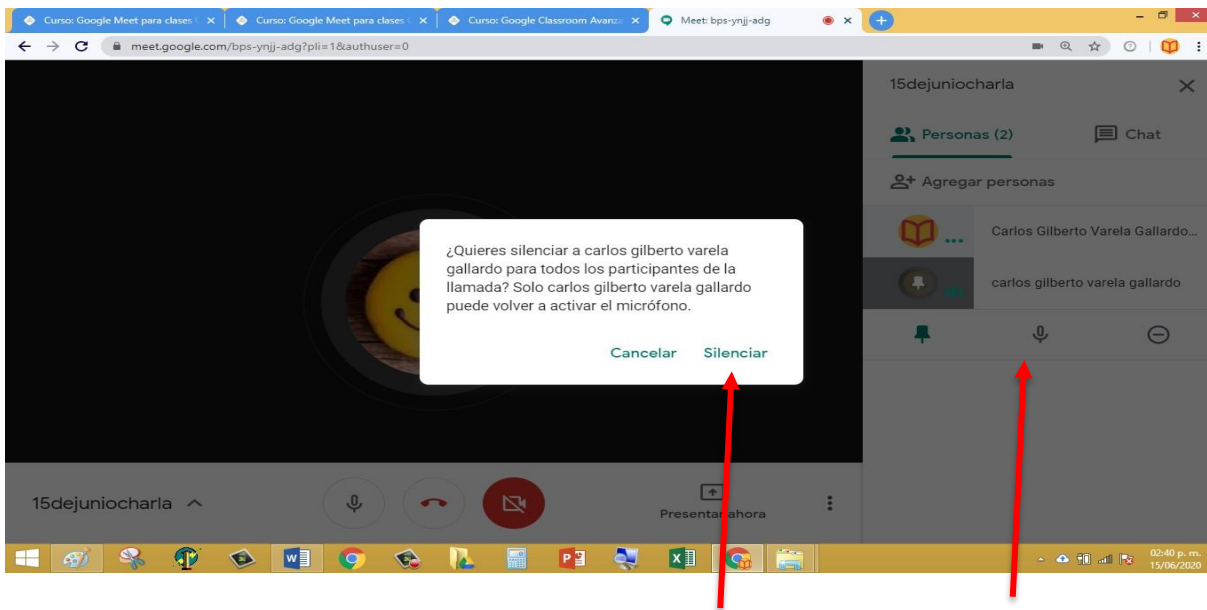 Curso: Google Meet para clases
Curso: Google Meet para clases
Curso: Google Classroom Avanza
Meet: bps-ynjj-adg
meet.google.com/bps-ynjj-adg?pli=1&authuser=0
15dejuniocharla
Personas (2)
Chat
Agregar personas
Carlos Gilberto Varela Gallardo...
carlos gilberto varela gallardo
¿Quieres silenciar a carlos gilberto varela
gallardo para todos los participantes de la
llamada? Solo carlos gilberto varela gallardo
puede volver a activar el micrófono.
Cancelar Silenciar
15dejuniocharla
Presentar ahora
02:40 p. m.
15/06/2020